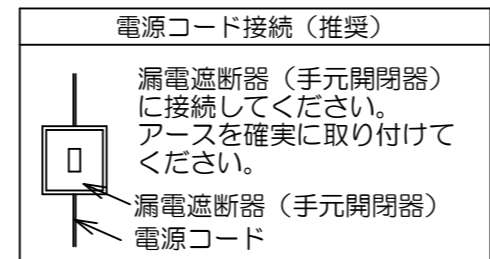 電源コード接続（推奨）
漏電遮断器（手元開閉器）
に接続してください。
アースを確実に取り付けて
ください。
漏電遮断器（手元開閉器）
電源コード